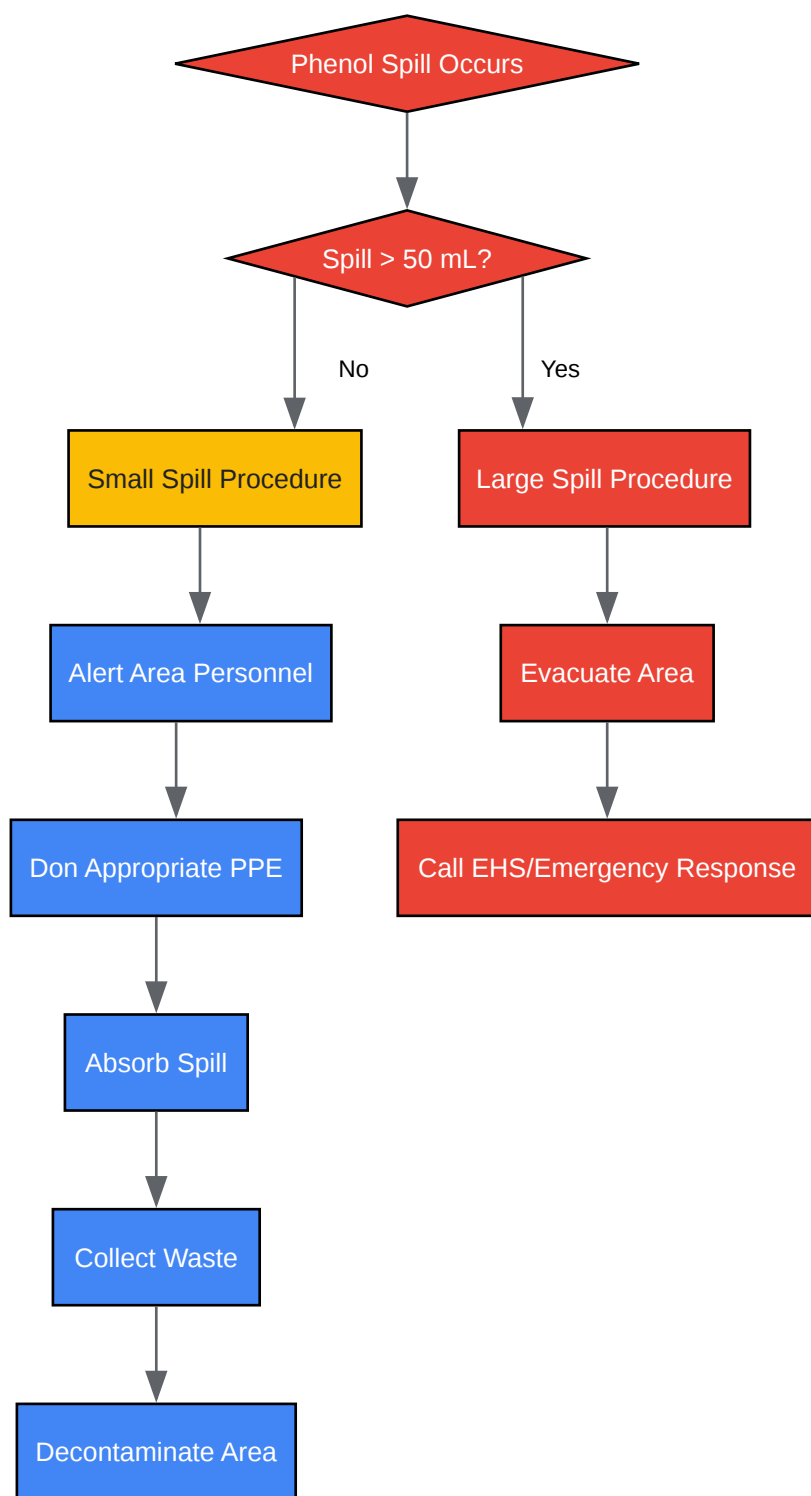 Phenol Spill Occurs
Spill > 50 mL?
No
Yes
Small Spill Procedure
Large Spill Procedure
Alert Area Personnel
Evacuate Area
Don Appropriate PPE
Call EHS/Emergency Response
Absorb Spill
Collect Waste
Decontaminate Area